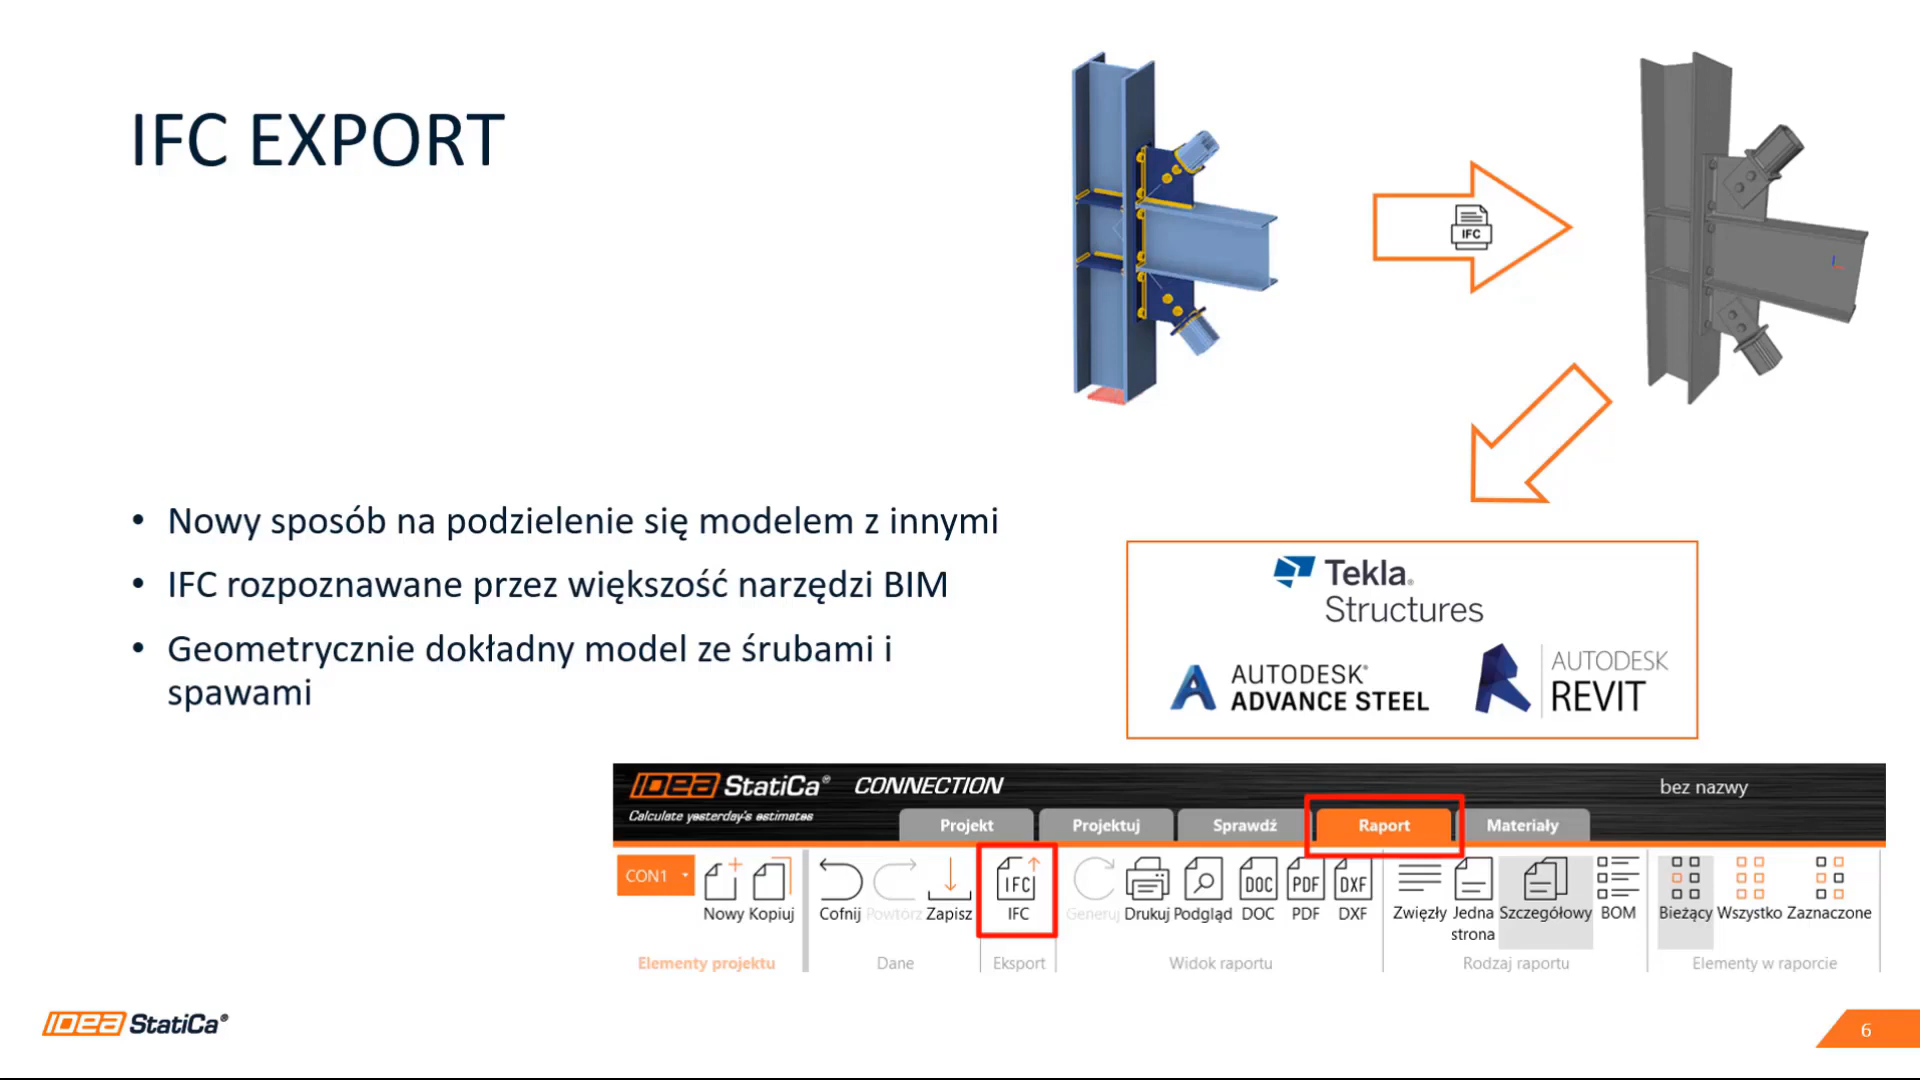 IFC EXPORT
IFC
• Nowy sposób na podzielenie się modelem z innymi
• IFC rozpoznawane przez większość narzędzi BIM
• Geometrycznie dokładny model ze śrubami i
spawami
Tekla®
Structures
AUTODESK®
ADVANCE STEEL
AUTODESK
REVIT
IDEA StatiCa® CONNECTION
Calculate yesterday's estimates
bez nazwy
Projekt Projektuj Sprawdź Raport Materiały
CON1
IFC DOC PDF DXF
Nowy Kopiuj Cofnij Powtórz Zapisz IFC Generuj Drukuj Podgląd DOC PDF DXF Zwięzły Jedna strona Szczegółowy BOM Bieżący Wszystko Zaznaczone
Elementy projektu Dane Eksport Widok raportu Rodzaj raportu Elementy w raporcie
IDEA StatiCa®
6